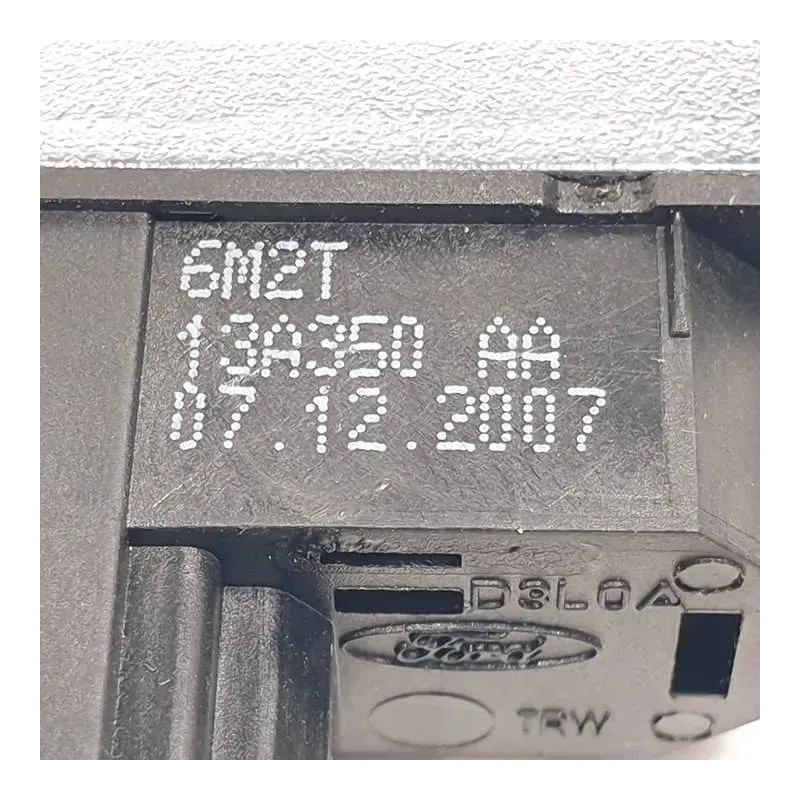 6M2T
13A350 AA
07.12.2007
D3L0A
Ford
TRW